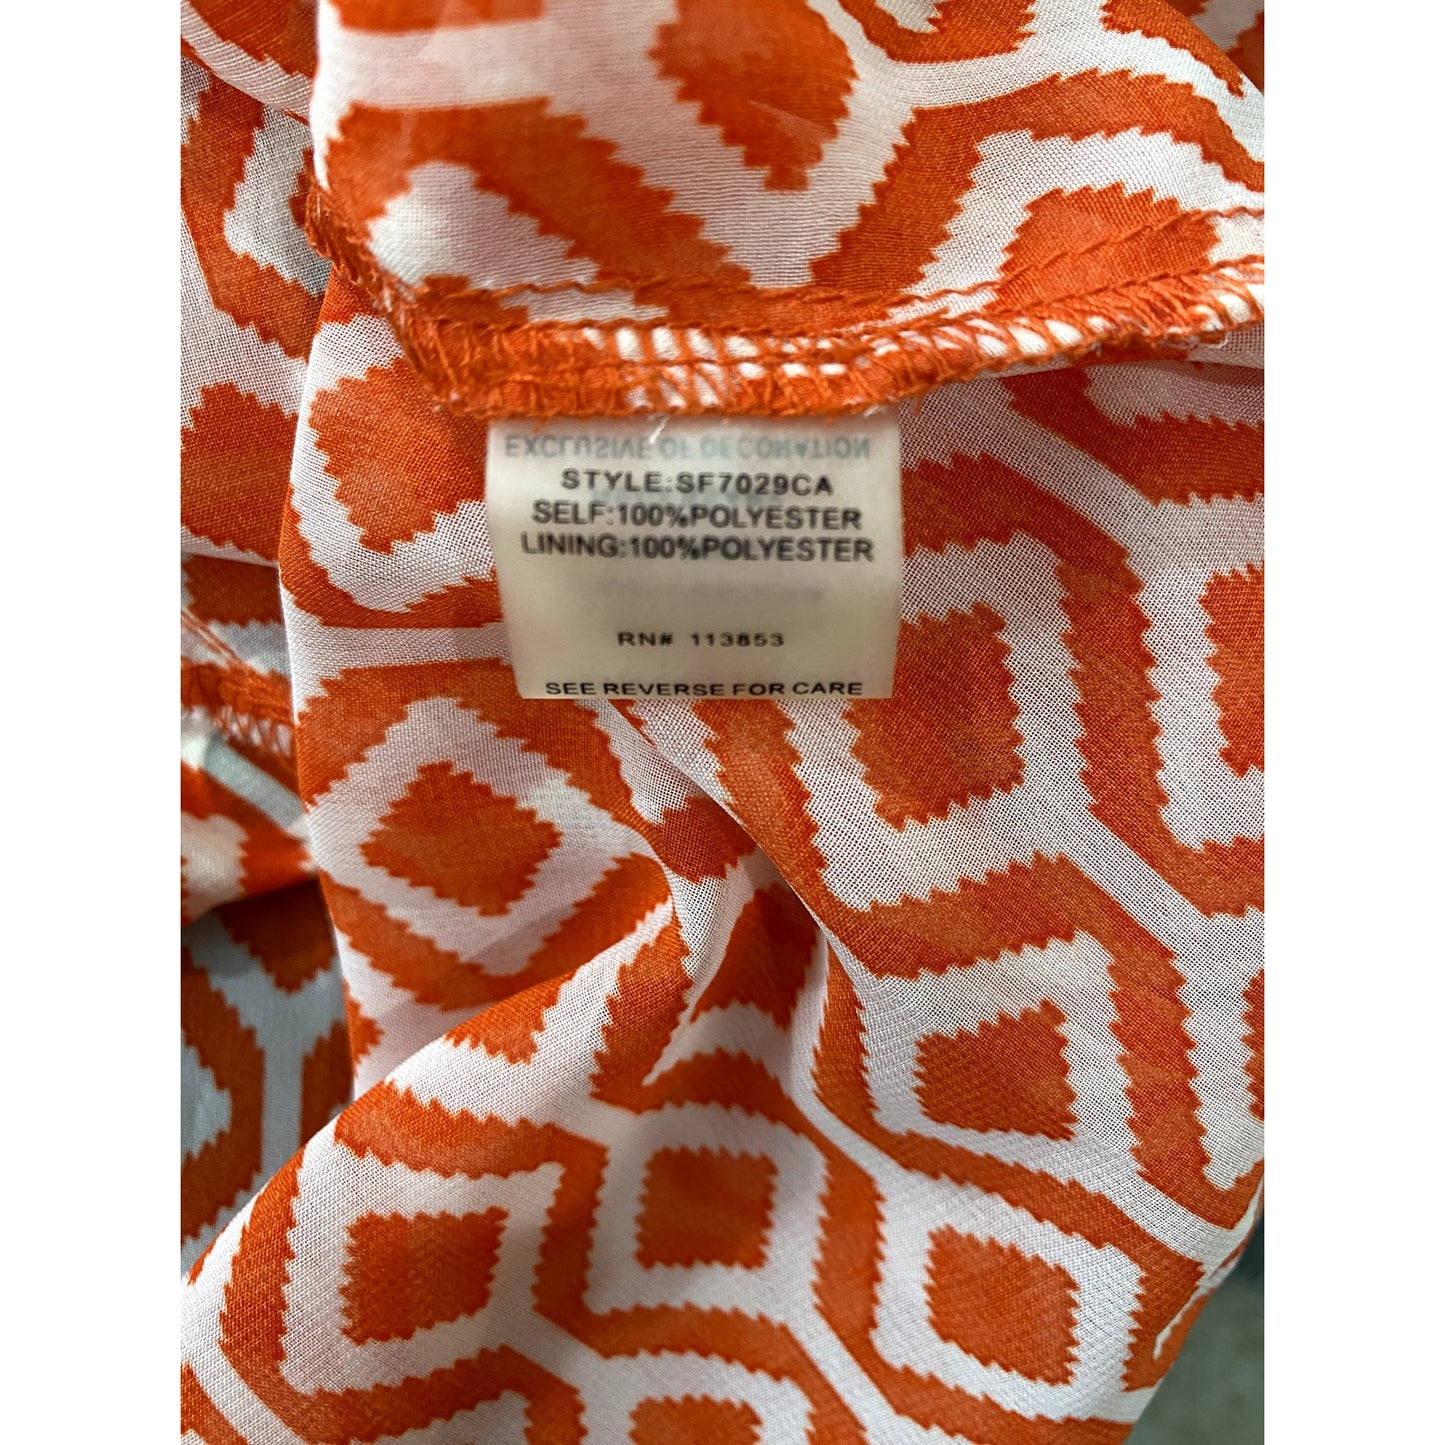 EXCLUSIVE OF DECORATION
STYLE:SF7029CA
SELF:100%POLYESTER
LINING:100%POLYESTER
RN# 113853
SEE REVERSE FOR CARE